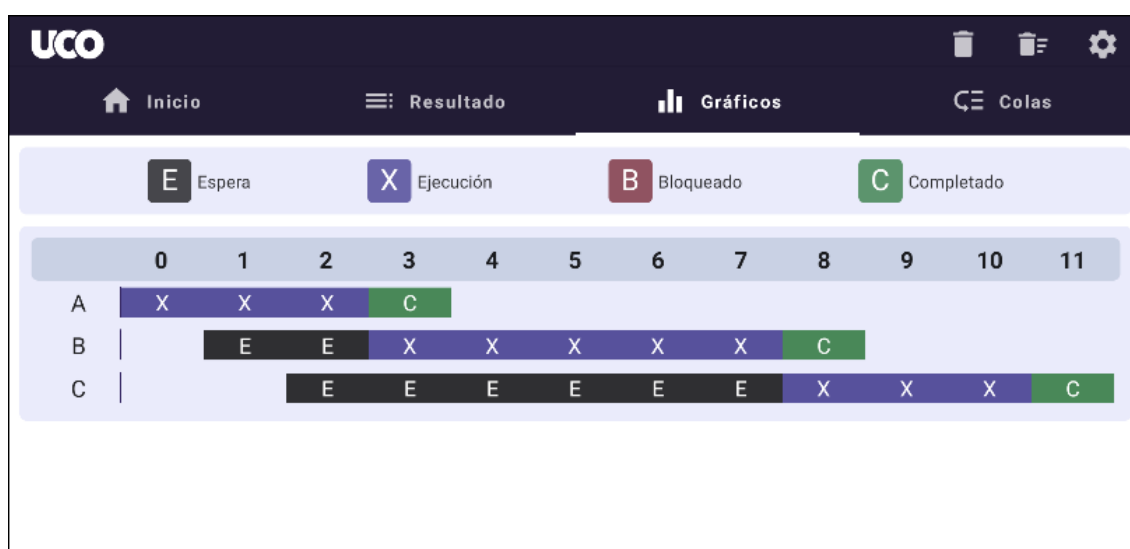 UCO
Inicio Resultado Gráficos Colas
E Espera X Ejecución B Bloqueado C Completado
0 1 2 3 4 5 6 7 8 9 10 11
A X X X C
B E E X X X X X C
C E E E E E E X X X C